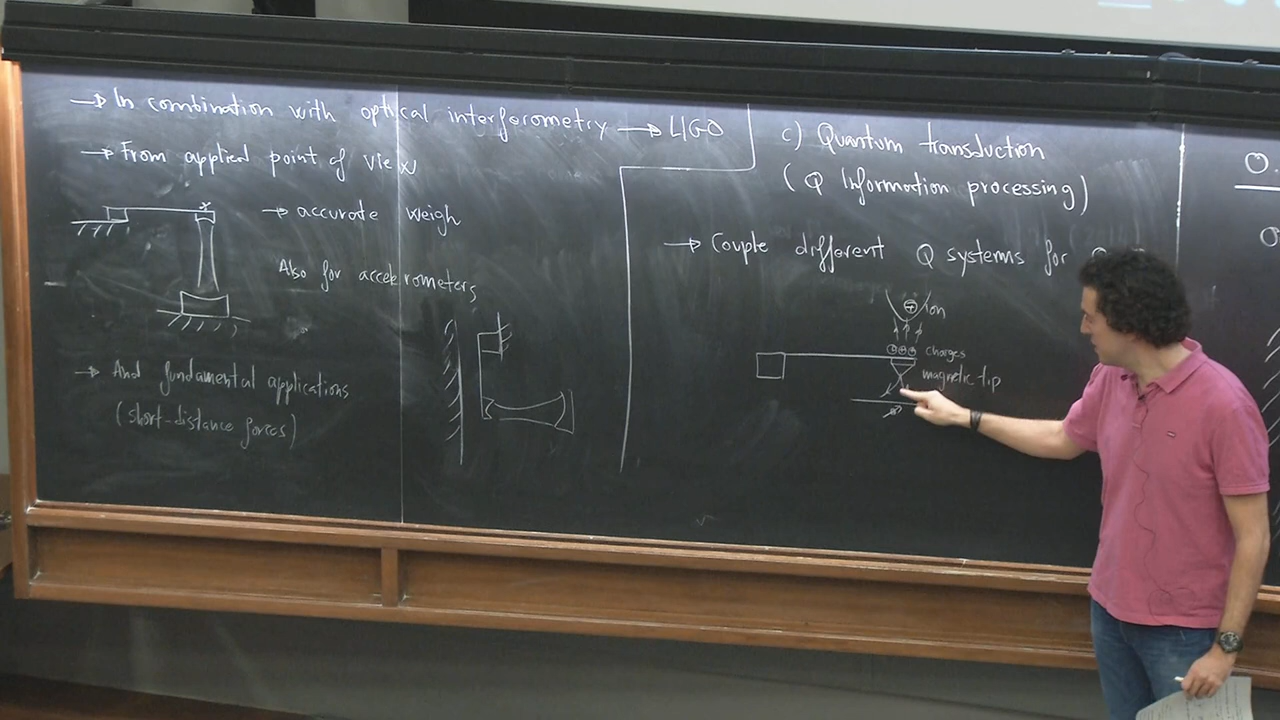 → In combination with optical interforometry → LIGO
→ From applied point of view
→ accurate weigh
Also for accelerometers
→ And fundamental applications
(short-distance forces)
c) Quantum transduction
(Q Information processing)
→ Couple different Q systems for
ion
charges
magnetic tip